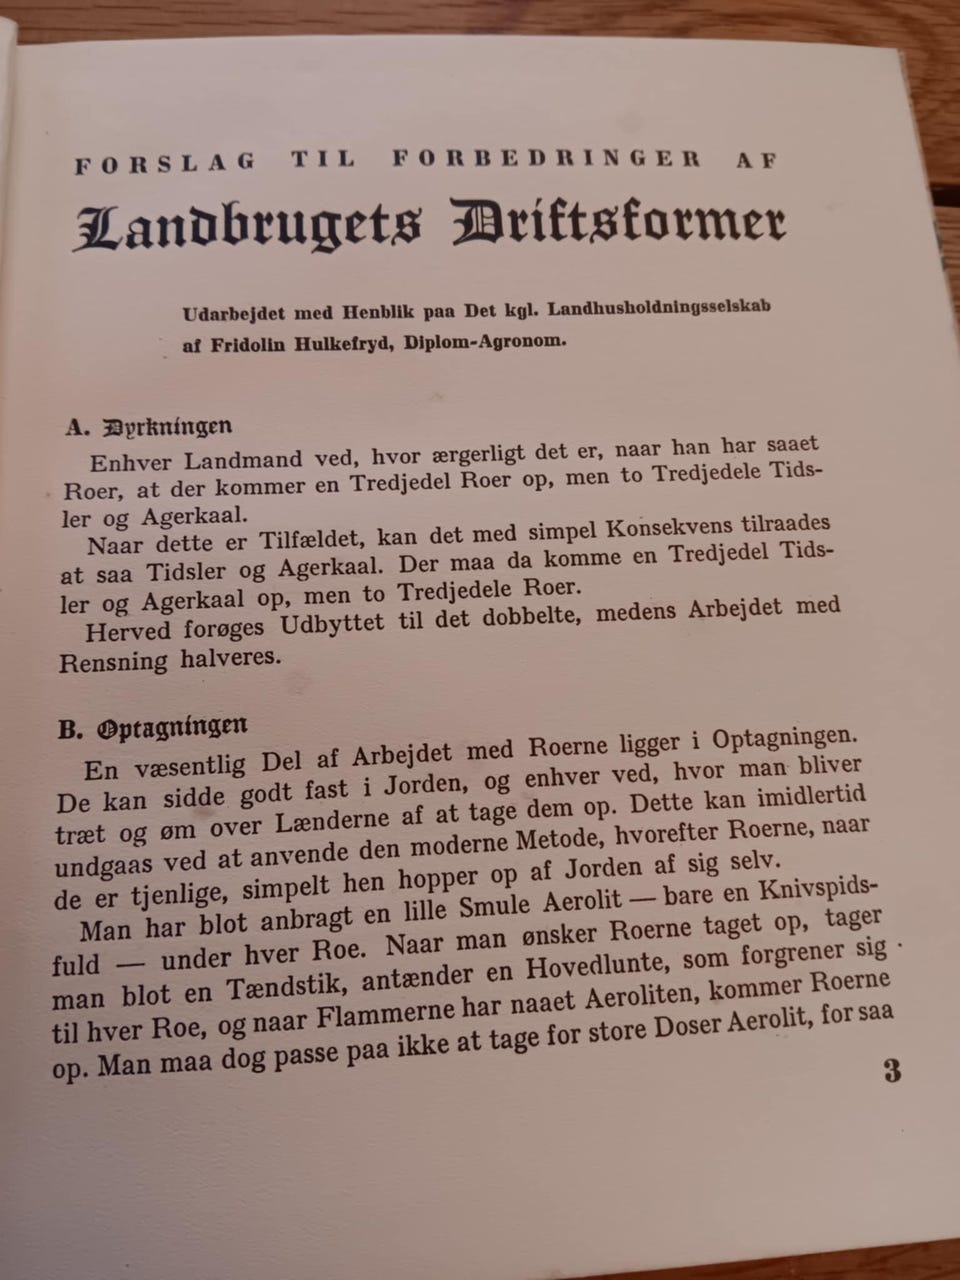 FORSLAG TIL FORBEDRINGER AF
Landbrugets Driftsformer
Udarbejdet med Henblik paa Det kgl. Landhusholdningsselskab
af Fridolin Hulkefryd, Diplom-Agronom.
A. Dyrkningen
Enhver Landmand ved, hvor ærgerligt det er, naar han har saaet
Roer, at der kommer en Tredjedel Roer op, men to Tredjedele Tids-
ler og Agerkaal.
Naar dette er Tilfældet, kan det med simpel Konsekvens tilraades
at saa Tidsler og Agerkaal. Der maa da komme en Tredjedel Tids-
ler og Agerkaal op, men to Tredjedele Roer.
Herved forøges Udbyttet til det dobbelte, medens Arbejdet med
Rensning halveres.
B. Optagningen
En væsentlig Del af Arbejdet med Roerne ligger i Optagningen.
De kan sidde godt fast i Jorden, og enhver ved, hvor man bliver
træt og øm over Lænderne af at tage dem op. Dette kan imidlertid
undgaas ved at anvende den moderne Metode, hvorefter Roerne, naar
de er tjenlige, simpelt hen hopper op af Jorden af sig selv.
Man har blot anbragt en lille Smule Aerolit — bare en Knivspids-
fuld — under hver Roe. Naar man ønsker Roerne taget op, tager
man blot en Tændstik, antænder en Hovedlunte, som forgrener sig
til hver Roe, og naar Flammerne har naaet Aeroliten, kommer Roerne
op. Man maa dog passe paa ikke at tage for store Doser Aerolit, for saa
3